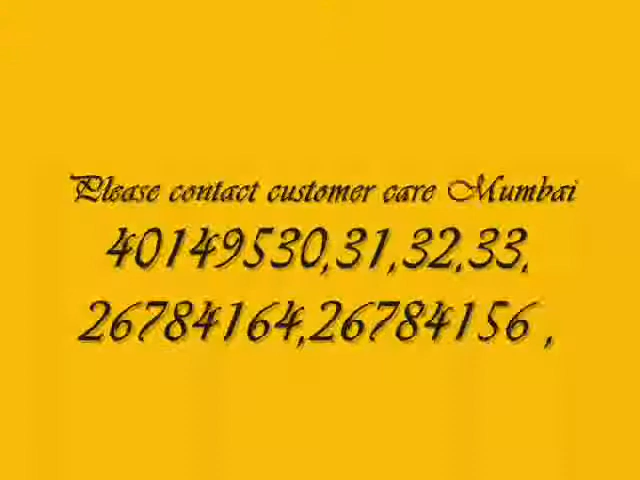 Please contact customer care Mumbai
40149530,31,32,33,
26784164,26784156 ,